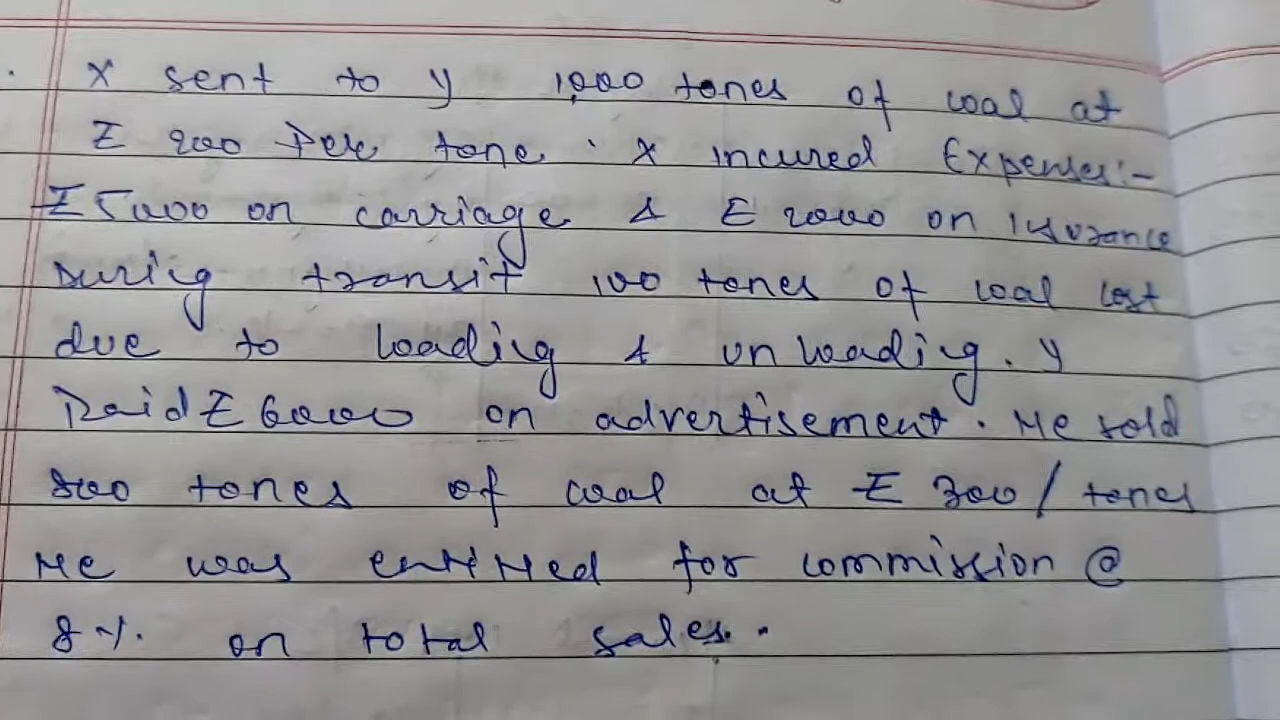 X sent to Y 1,000 tones of coal at
₹ 200 Per tone. X incured Expenses:-
₹ 5000 on carriage & ₹ 2000 on Insurance
During transit 100 tones of coal lost
due to loading & unloading. Y
Paid ₹ 6000 on advertisement. He sold
800 tones of coal at ₹ 300/tones
He was entitled for commission @
8%. on total sales.